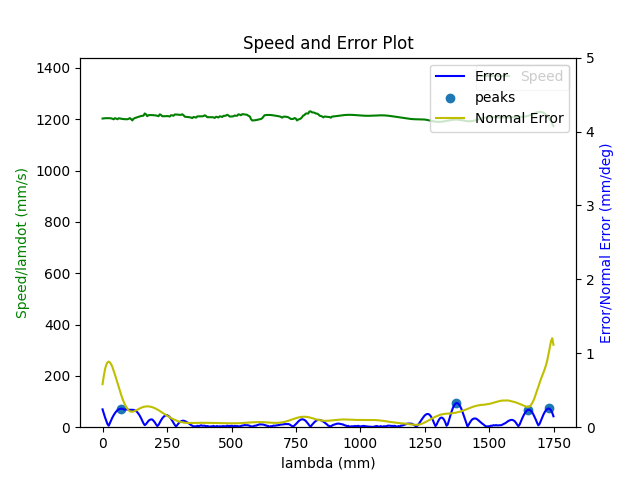 Speed and Error Plot
1400
1200
1000
800
600
400
200
0
Speed/lamdot (mm/s)
5
4
3
2
1
0
Error/Normal Error (mm/deg)
Error
Speed
peaks
Normal Error
0 250 500 750 1000 1250 1500 1750
lambda (mm)